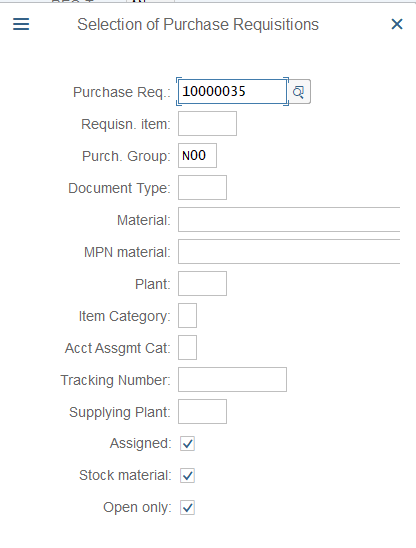 Selection of Purchase Requisitions
Purchase Req.: 10000035
Requisn. item:
Purch. Group: N00
Document Type:
Material:
MPN material:
Plant:
Item Category:
Acct Assgmt Cat:
Tracking Number:
Supplying Plant:
Assigned:
Stock material:
Open only: